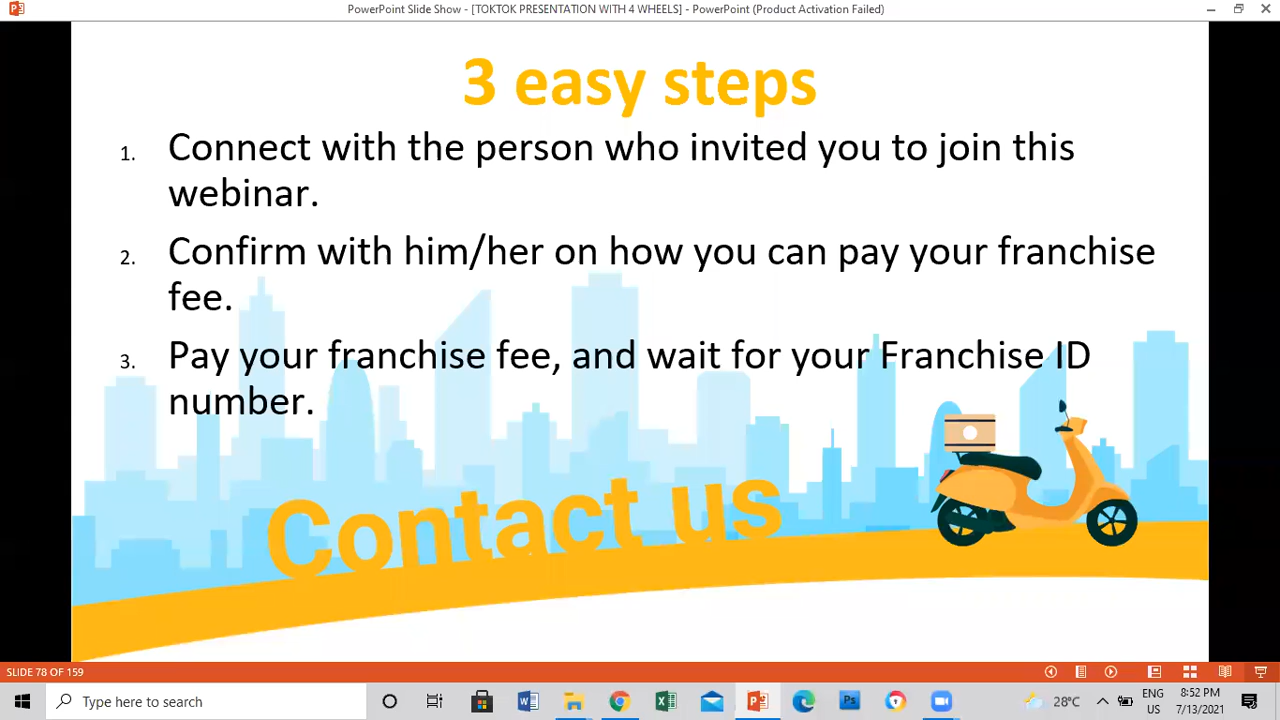 PowerPoint Slide Show - [TOKTOK PRESENTATION WITH 4 WHEELS] - PowerPoint (Product Activation Failed)
3 easy steps
1. Connect with the person who invited you to join this
webinar.
2. Confirm with him/her on how you can pay your franchise
fee.
3. Pay your franchise fee, and wait for your Franchise ID
number.
Contact us
SLIDE 78 OF 159
Type here to search
28°C
ENG
US
8:52 PM
7/13/2021